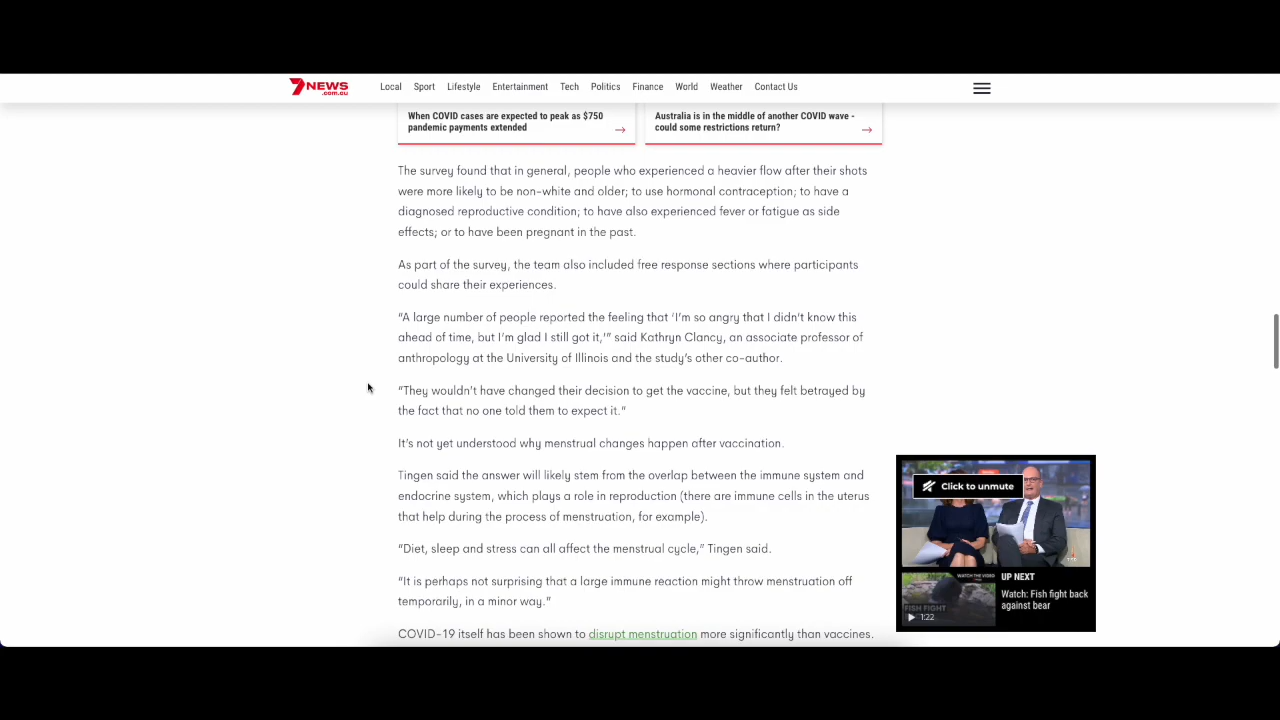 7NEWS
.com.au
Local Sport Lifestyle Entertainment Tech Politics Finance World Weather Contact Us
When COVID cases are expected to peak as $750
pandemic payments extended
Australia is in the middle of another COVID wave -
could some restrictions return?
The survey found that in general, people who experienced a heavier flow after their shots
were more likely to be non-white and older; to use hormonal contraception; to have a
diagnosed reproductive condition; to have also experienced fever or fatigue as side
effects; or to have been pregnant in the past.
As part of the survey, the team also included free response sections where participants
could share their experiences.
“A large number of people reported the feeling that ‘I’m so angry that I didn’t know this
ahead of time, but I’m glad I still got it,’” said Kathryn Clancy, an associate professor of
anthropology at the University of Illinois and the study’s other co-author.
“They wouldn’t have changed their decision to get the vaccine, but they felt betrayed by
the fact that no one told them to expect it.”
It’s not yet understood why menstrual changes happen after vaccination.
Tingen said the answer will likely stem from the overlap between the immune system and
endocrine system, which plays a role in reproduction (there are immune cells in the uterus
that help during the process of menstruation, for example).
“Diet, sleep and stress can all affect the menstrual cycle,” Tingen said.
“It is perhaps not surprising that a large immune reaction might throw menstruation off
temporarily, in a minor way.”
COVID-19 itself has been shown to disrupt menstruation more significantly than vaccines.
Click to unmute
WATCH THE VIDEO
FISH FIGHT
1:22
UP NEXT
Watch: Fish fight back
against bear